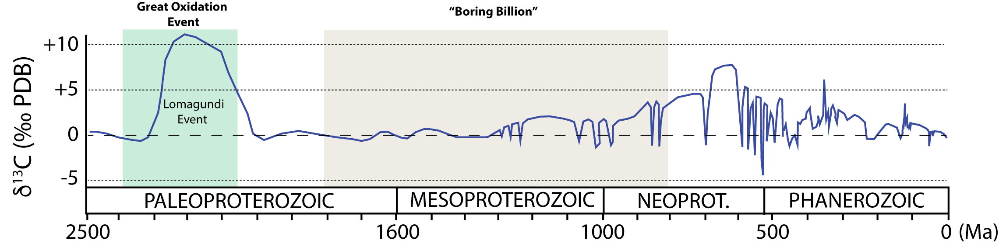 Great Oxidation
Event
“Boring Billion”
+10
+5
0
-5
δ¹³C (‰ PDB)
Lomagundi
Event
PALEOPROTEROZOIC
MESOPROTEROZOIC
NEOPROT.
PHANEROZOIC
2500
1600
1000
500
0 (Ma)